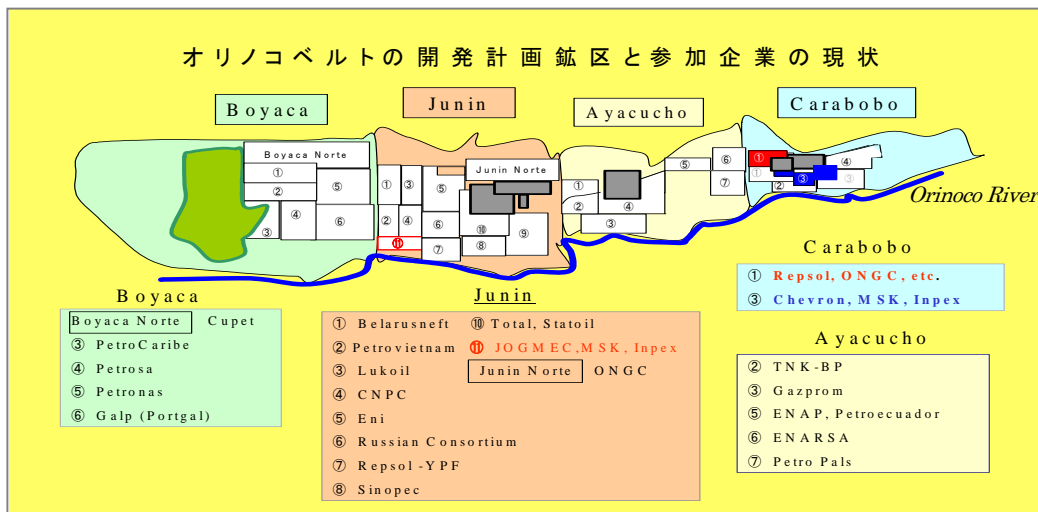 オリノコベルトの開発計画鉱区と参加企業の現状
Boyaca
Junin
Ayacucho
Carabobo
Boyaca Norte
①
②
③
④
⑤
⑥
Junin Norte
① ③ ⑤
② ④ ⑥ ⑩ ⑨
⑪ ⑦ ⑧
①
②
③
④
⑤ ⑥
⑦
① ④
① ③ ③
②
Orinoco River
Carabobo
① Repsol, ONGC, etc.
③ Chevron, MSK, Inpex
Boyaca
Boyaca Norte Cupet
③ PetroCaribe
④ Petrosa
⑤ Petronas
⑥ Galp (Portgal)
Junin
① Belarusneft ⑩ Total, Statoil
② Petrovietnam ⑪ JOGMEC,MSK, Inpex
③ Lukoil Junin Norte ONGC
④ CNPC
⑤ Eni
⑥ Russian Consortium
⑦ Repsol-YPF
⑧ Sinopec
Ayacucho
② TNK-BP
③ Gazprom
⑤ ENAP, Petroecuador
⑥ ENARSA
⑦ Petro Pals